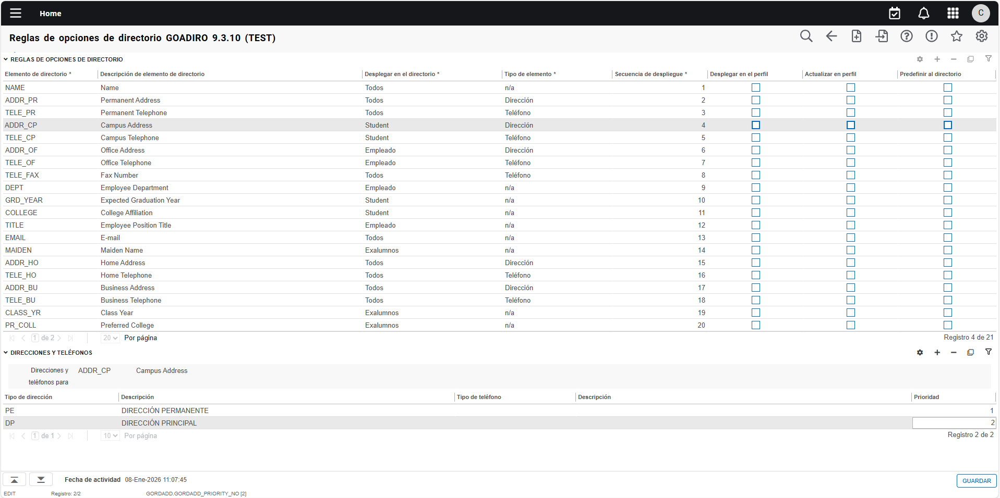 Home
C
Reglas de opciones de directorio GOADIRO 9.3.10 (TEST)
REGLAS DE OPCIONES DE DIRECTORIO
Elemento de directorio * Descripción de elemento de directorio Desplegar en el directorio * Tipo de elemento * Secuencia de despliegue * Desplegar en el perfil Actualizar en perfil Predefinir al directorio
NAME Name Todos n/a 1
ADDR_PR Permanent Address Todos Dirección 2
TELE_PR Permanent Telephone Todos Teléfono 3
ADDR_CP Campus Address Student Dirección 4
TELE_CP Campus Telephone Student Teléfono 5
ADDR_OF Office Address Empleado Dirección 6
TELE_OF Office Telephone Empleado Teléfono 7
TELE_FAX Fax Number Todos Teléfono 8
DEPT Employee Department Empleado n/a 9
GRD_YEAR Expected Graduation Year Student n/a 10
COLLEGE College Affiliation Student n/a 11
TITLE Employee Position Title Empleado n/a 12
EMAIL E-mail Todos n/a 13
MAIDEN Maiden Name Exalumnos n/a 14
ADDR_HO Home Address Todos Dirección 15
TELE_HO Home Telephone Todos Teléfono 16
ADDR_BU Business Address Todos Dirección 17
TELE_BU Business Telephone Todos Teléfono 18
CLASS_YR Class Year Exalumnos n/a 19
PR_COLL Preferred College Exalumnos n/a 20
1 de 2 20 Por página Registro 4 de 21
DIRECCIONES Y TELÉFONOS
Direcciones y teléfonos para ADDR_CP Campus Address
Tipo de dirección Descripción Tipo de teléfono Descripción Prioridad
PE DIRECCIÓN PERMANENTE 1
DP DIRECCIÓN PRINCIPAL 2
1 de 1 10 Por página Registro 2 de 2
Fecha de actividad 08-Ene-2026 11:07:45 GUARDAR
EDIT Registro: 2/2 GORDADD.GORDADD_PRIORITY_NO [2]